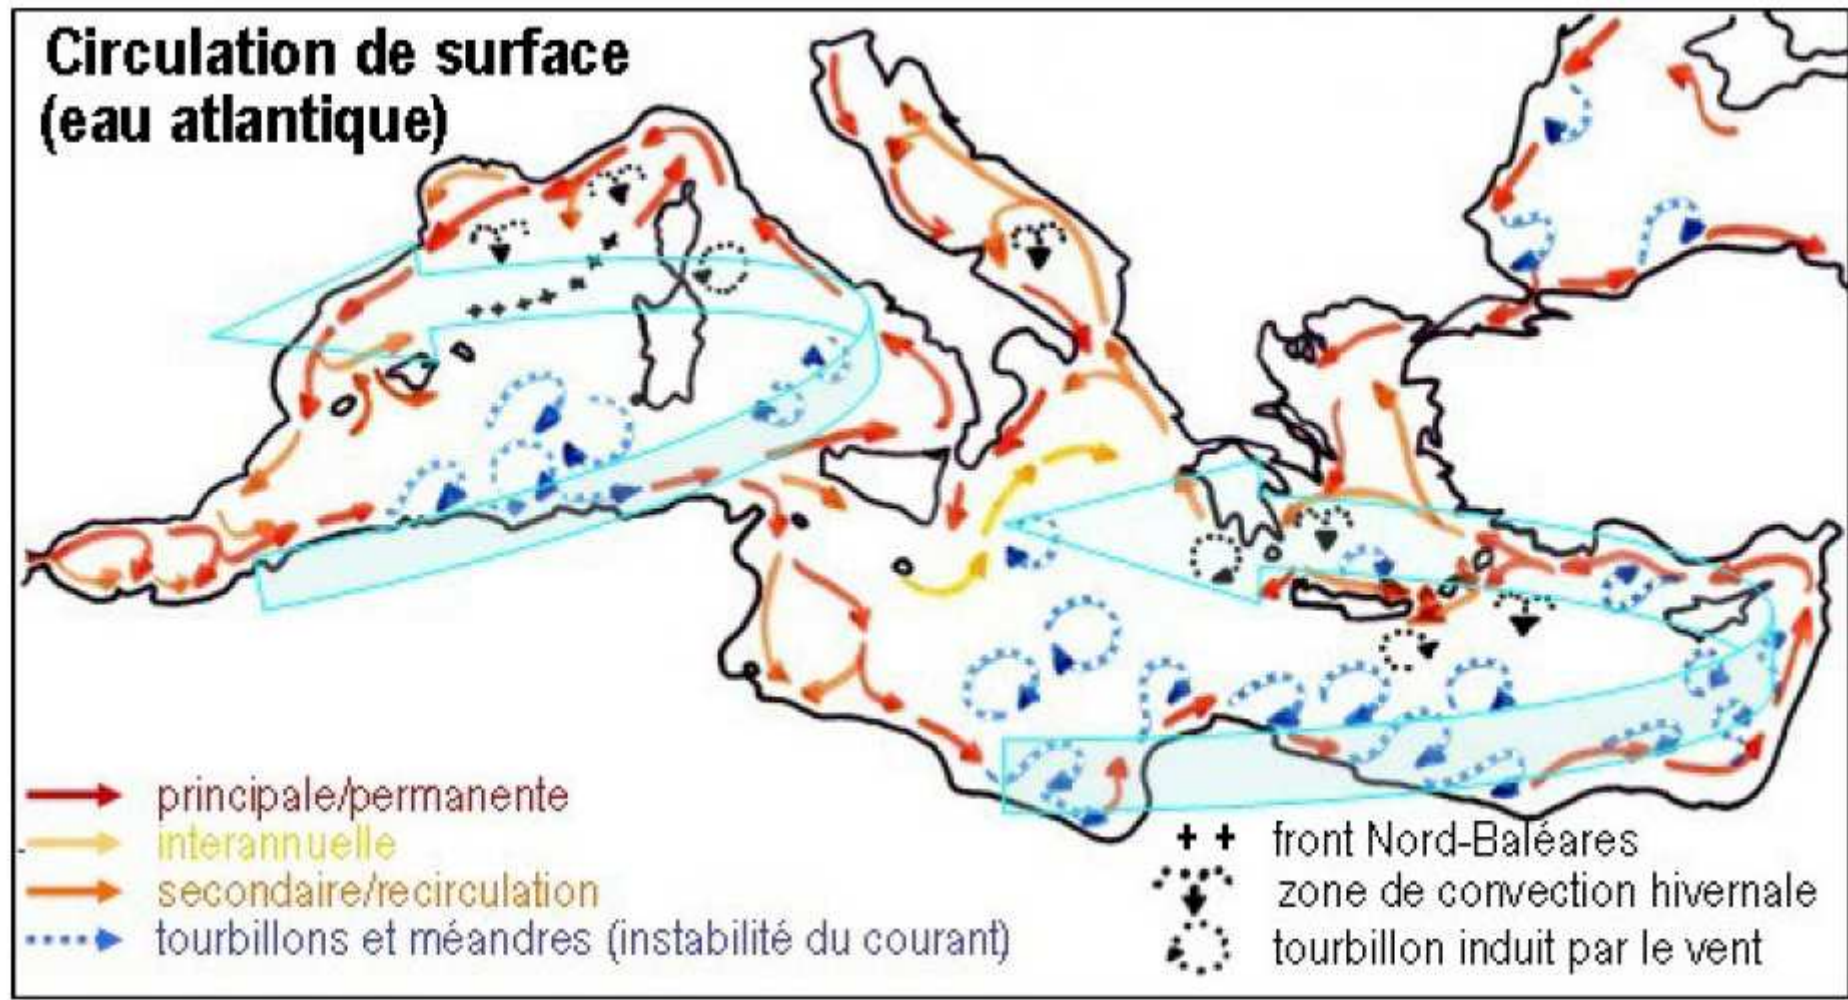 Circulation de surface
(eau atlantique)
principale/permanente
interannuelle
secondaire/recirculation
tourbillons et méandres (instabilité du courant)
front Nord-Baléares
zone de convection hivernale
tourbillon induit par le vent